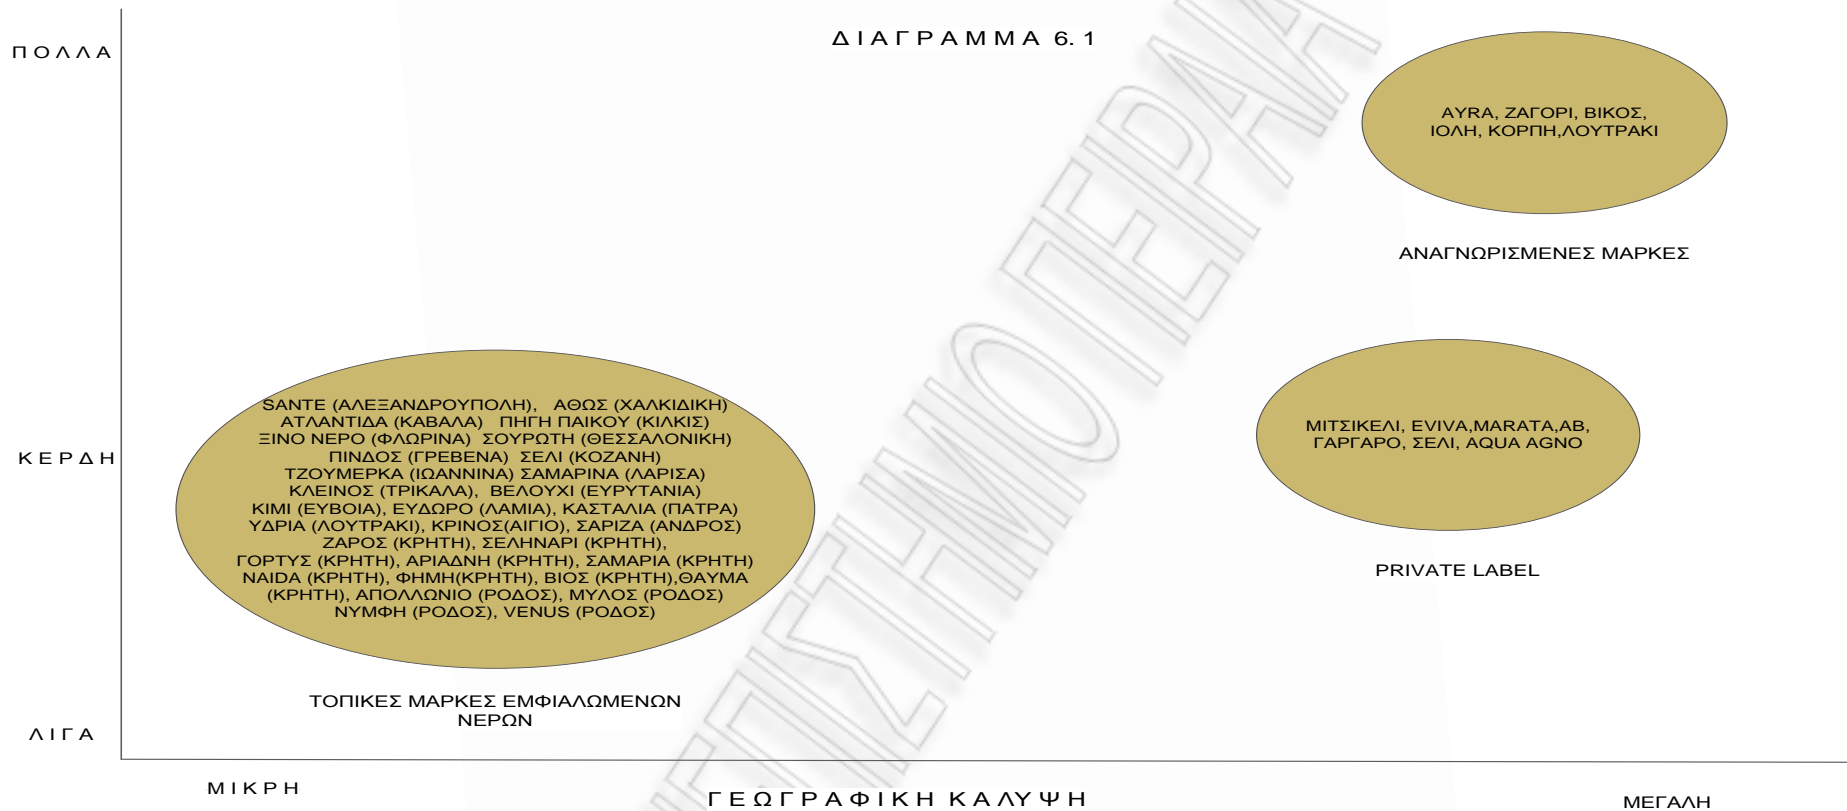 ΔΙΑΓΡΑΜΜΑ 6.1
ΠΟΛΛΑ
AYRA, ΖΑΓΟΡΙ, ΒΙΚΟΣ,
ΙΟΛΗ, ΚΟΡΠΗ,ΛΟΥΤΡΑΚΙ
ΑΝΑΓΝΩΡΙΣΜΕΝΕΣ ΜΑΡΚΕΣ
SANTE (ΑΛΕΞΑΝΔΡΟΥΠΟΛΗ), ΑΘΩΣ (ΧΑΛΚΙΔΙΚΗ)
ΑΤΛΑΝΤΙΔΑ (ΚΑΒΑΛΑ) ΠΗΓΗ ΠΑΙΚΟΥ (ΚΙΛΚΙΣ)
ΞΙΝΟ ΝΕΡΟ (ΦΛΩΡΙΝΑ) ΣΟΥΡΩΤΗ (ΘΕΣΣΑΛΟΝΙΚΗ)
ΠΙΝΔΟΣ (ΓΡΕΒΕΝΑ) ΣΕΛΙ (ΚΟΖΑΝΗ)
ΤΖΟΥΜΕΡΚΑ (ΙΩΑΝΝΙΝΑ) ΣΑΜΑΡΙΝΑ (ΛΑΡΙΣΑ)
ΚΛΕΙΝΟΣ (ΤΡΙΚΑΛΑ), ΒΕΛΟΥΧΙ (ΕΥΡΥΤΑΝΙΑ)
ΚΙΜΙ (ΕΥΒΟΙΑ), ΕΥΔΩΡΟ (ΛΑΜΙΑ), ΚΑΣΤΑΛΙΑ (ΠΑΤΡΑ)
ΥΔΡΙΑ (ΛΟΥΤΡΑΚΙ), ΚΡΙΝΟΣ(ΑΙΓΙΟ), ΣΑΡΙΖΑ (ΑΝΔΡΟΣ)
ΖΑΡΟΣ (ΚΡΗΤΗ), ΣΕΛΗΝΑΡΙ (ΚΡΗΤΗ),
ΓΟΡΤΥΣ (ΚΡΗΤΗ), ΑΡΙΑΔΝΗ (ΚΡΗΤΗ), ΣΑΜΑΡΙΑ (ΚΡΗΤΗ)
NAIDA (ΚΡΗΤΗ), ΦΗΜΗ(ΚΡΗΤΗ), ΒΙΟΣ (ΚΡΗΤΗ),ΘΑΥΜΑ
(ΚΡΗΤΗ), ΑΠΟΛΛΩΝΙΟ (ΡΟΔΟΣ), ΜΥΛΟΣ (ΡΟΔΟΣ)
ΝΥΜΦΗ (ΡΟΔΟΣ), VENUS (ΡΟΔΟΣ)
ΜΙΤΣΙΚΕΛΙ, EVIVA,MARATA,AB,
ΓΑΡΓΑΡΟ, ΣΕΛΙ, AQUA AGNO
ΚΕΡΔΗ
PRIVATE LABEL
ΤΟΠΙΚΕΣ ΜΑΡΚΕΣ ΕΜΦΙΑΛΩΜΕΝΩΝ
ΝΕΡΩΝ
ΛΙΓΑ
ΜΙΚΡΗ
ΓΕΩΓΡΑΦΙΚΗ ΚΑΛΥΨΗ
ΜΕΓΑΛΗ